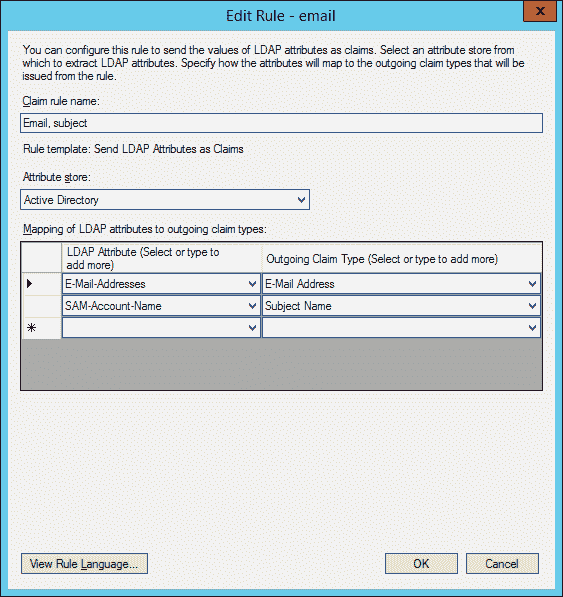 Edit Rule - email
x
You can configure this rule to send the values of LDAP attributes as claims. Select an attribute store from
which to extract LDAP attributes. Specify how the attributes will map to the outgoing claim types that will be
issued from the rule.
Claim rule name:
Email, subject
Rule template: Send LDAP Attributes as Claims
Attribute store:
Active Directory
Mapping of LDAP attributes to outgoing claim types:
LDAP Attribute (Select or type to
add more)
Outgoing Claim Type (Select or type to add more)
E-Mail-Addresses
E-Mail Address
SAM-Account-Name
Subject Name
View Rule Language...
OK
Cancel